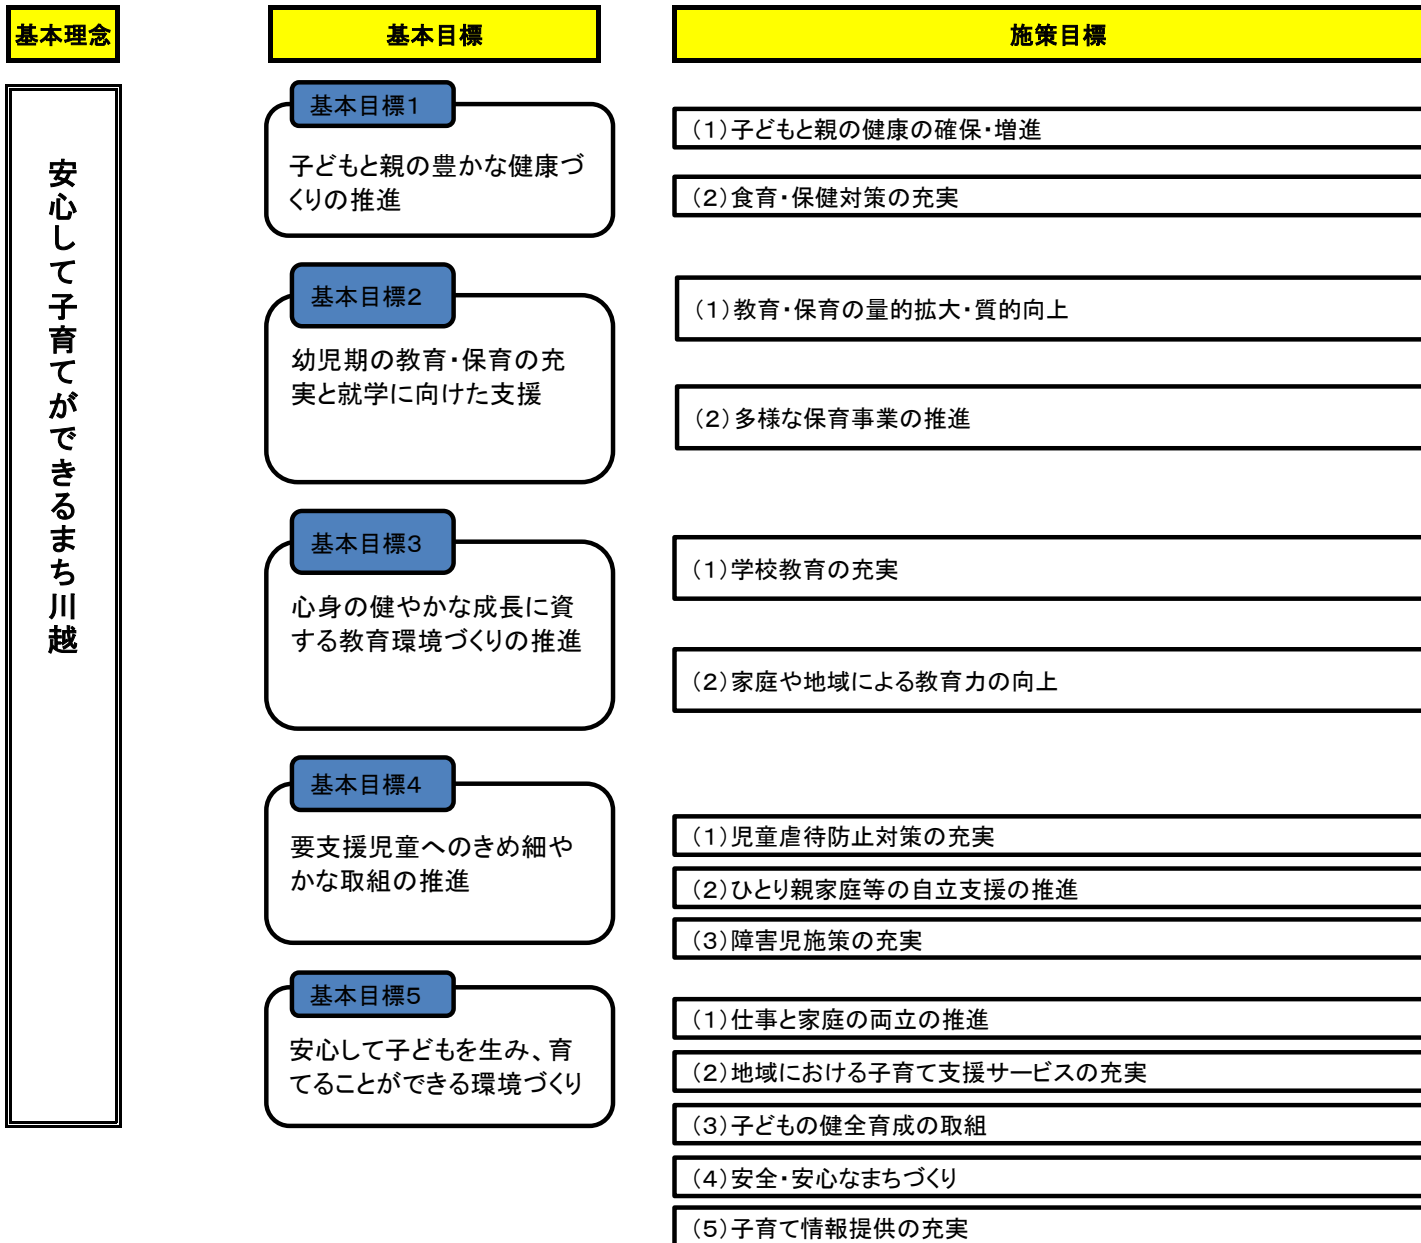 基本理念
基本目標
施策目標
安心して子育てができるまち川越
基本目標1
子どもと親の豊かな健康づ
くりの推進
(1)子どもと親の健康の確保・増進
(2)食育・保健対策の充実
基本目標2
幼児期の教育・保育の充
実と就学に向けた支援
(1)教育・保育の量的拡大・質的向上
(2)多様な保育事業の推進
基本目標3
心身の健やかな成長に資
する教育環境づくりの推進
(1)学校教育の充実
(2)家庭や地域による教育力の向上
基本目標4
要支援児童へのきめ細や
かな取組の推進
(1)児童虐待防止対策の充実
(2)ひとり親家庭等の自立支援の推進
(3)障害児施策の充実
基本目標5
安心して子どもを生み、育
てることができる環境づくり
(1)仕事と家庭の両立の推進
(2)地域における子育て支援サービスの充実
(3)子どもの健全育成の取組
(4)安全・安心なまちづくり
(5)子育て情報提供の充実